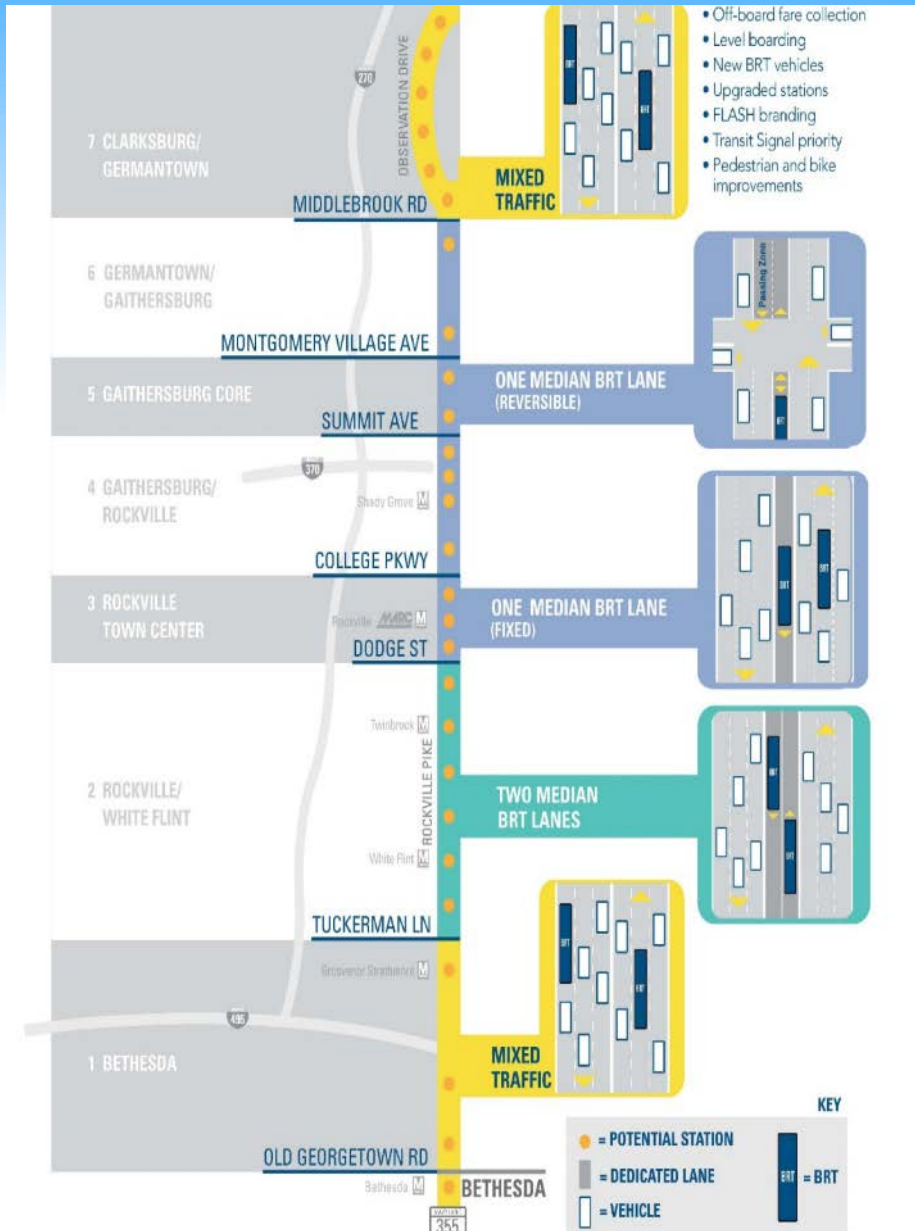 • Off-board fare collection
• Level boarding
• New BRT vehicles
• Upgraded stations
• FLASH branding
• Transit Signal priority
• Pedestrian and bike
improvements
270
OBSERVATION DRIVE
BRT
BRT
7 CLARKSBURG/
GERMANTOWN
MIXED
TRAFFIC
MIDDLEBROOK RD
6 GERMANTOWN/
GAITHERSBURG
Passing Zone
MONTGOMERY VILLAGE AVE
5 GAITHERSBURG CORE
ONE MEDIAN BRT LANE
(REVERSIBLE)
BRT
SUMMIT AVE
370
4 GAITHERSBURG/
ROCKVILLE
Shady Grove M
COLLEGE PKWY
BRT
BRT
3 ROCKVILLE
TOWN CENTER
Rockville MARC M
ONE MEDIAN BRT LANE
(FIXED)
DODGE ST
Twinbrook M
ROCKVILLE PIKE
2 ROCKVILLE/
WHITE FLINT
TWO MEDIAN
BRT LANES
BRT
BRT
White Flint M
TUCKERMAN LN
Grosvenor Strathmore M
BRT
BRT
495
1 BETHESDA
MIXED
TRAFFIC
OLD GEORGETOWN RD
Bethesda M
BETHESDA
355
KEY
= POTENTIAL STATION
= DEDICATED LANE
= VEHICLE
BRT = BRT